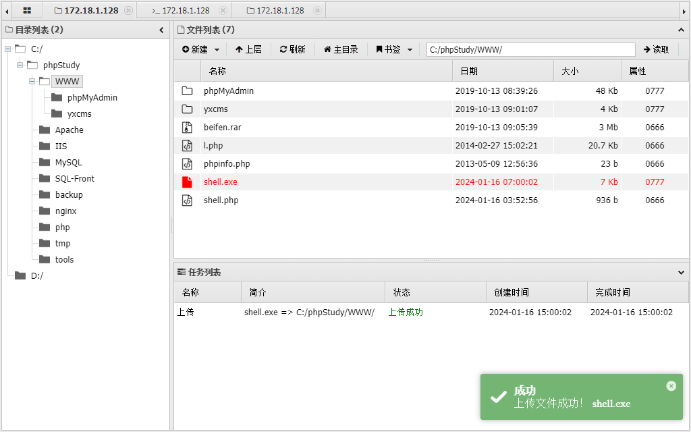 172.18.1.128 172.18.1.128 172.18.1.128
目录列表 (2)
C:/
phpStudy
WWW
phpMyAdmin
yxcms
Apache
IIS
MySQL
SQL-Front
backup
nginx
php
tmp
tools
D:/
文件列表 (7)
新建 上层 刷新 主目录 书签 C:/phpStudy/WWW/ 读取
名称 日期 大小 属性
phpMyAdmin 2019-10-13 08:39:26 48 Kb 0777
yxcms 2019-10-13 09:01:07 4 Kb 0777
beifen.rar 2019-10-13 09:05:39 3 Mb 0666
l.php 2014-02-27 15:02:21 20.7 Kb 0666
phpinfo.php 2013-05-09 12:56:36 23 b 0666
shell.exe 2024-01-16 07:00:02 7 Kb 0777
shell.php 2024-01-16 03:52:56 936 b 0666
任务列表
名称 简介 状态 创建时间 完成时间
上传 shell.exe => C:/phpStudy/WWW/ 上传成功 2024-01-16 15:00:02 2024-01-16 15:00:02
成功
上传文件成功! shell.exe